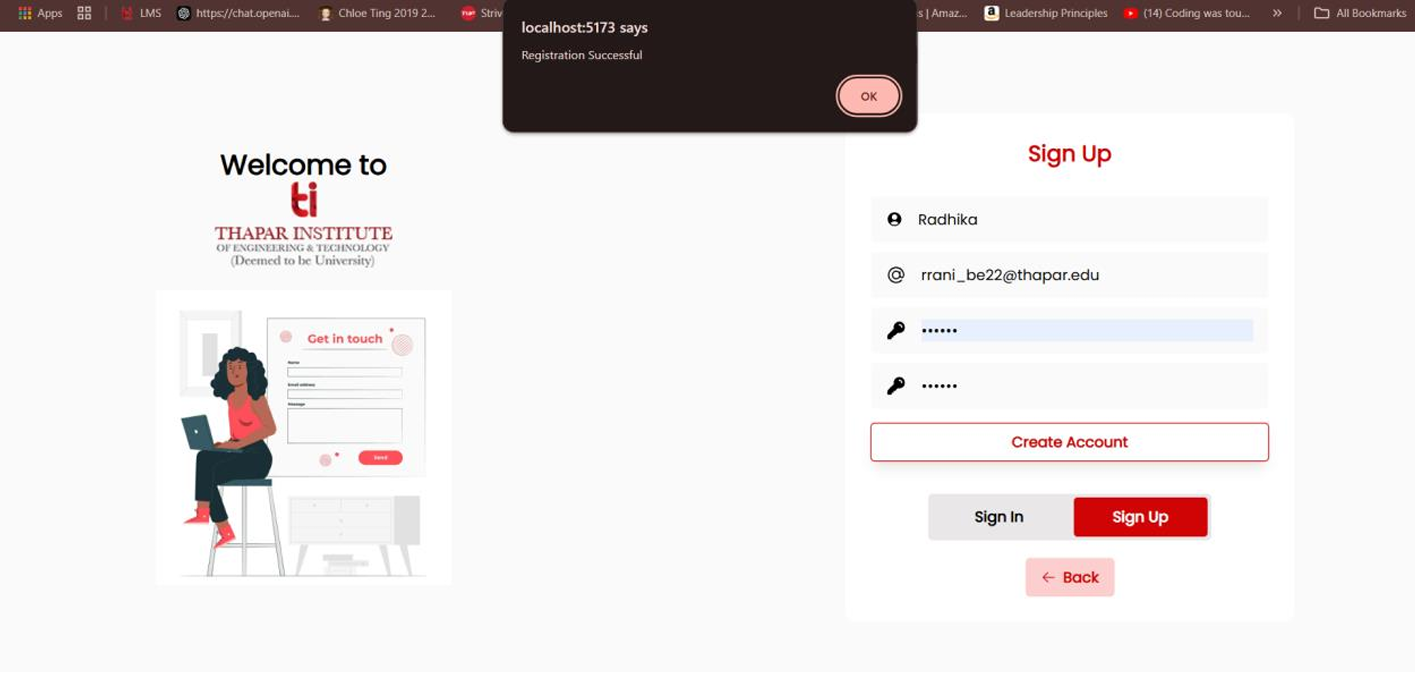 Apps
LMS
https://chat.openai....
Chloe Ting 2019 2...
Striv
s | Amaz...
Leadership Principles
(14) Coding was tou...
»
All Bookmarks
localhost:5173 says
Registration Successful
OK
Welcome to
ti
THAPAR INSTITUTE
OF ENGINEERING & TECHNOLOGY
(Deemed to be University)
Get in touch
Name
Email address
Message
Send
Sign Up
Radhika
rrani_be22@thapar.edu
••••••
••••••
Create Account
Sign In
Sign Up
← Back